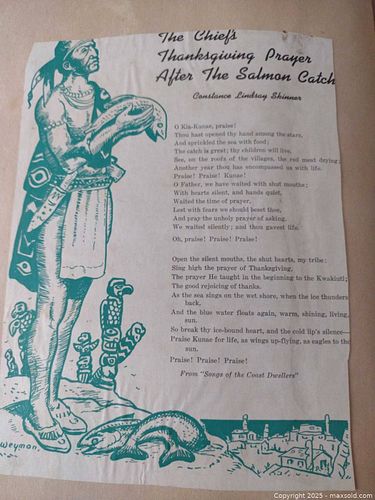 The Chief's
Thanksgiving Prayer
After The Salmon Catch
Constance Lindsay Skinner
O Kia-Kunae, praise!
Thou hast opened thy hand among the stars,
And sprinkled the sea with food;
The catch is great; thy children will live.
See, on the roofs of the villages, the red meat drying;
Another year thou has encompassed us with life.
Praise! Praise! Kunae!
O Father, we have waited with shut mouths;
With hearts silent, and hands quiet,
Waited the time of prayer,
Lest with fears we should beset thee,
And pray the unholy prayer of asking.
We waited silently; and thou gavest life.
Oh, praise! Praise! Praise!
Open the silent mouths, the shut hearts, my tribe:
Sing high the prayer of Thanksgiving,
The prayer He taught in the beginning to the Kwakiutl;
The good rejoicing of thanks.
As the sea sings on the wet shore, when the ice thunders
back,
And the blue water floats again, warm, shining, living,
sun.
So break thy ice-bound heart, and the cold lip's silence—
Praise Kunae for life, as wings up-flying, as eagles to the
sun.
Praise! Praise! Praise!
From "Songs of the Coast Dwellers"
Weyman
Copyright 2025 - maxsold.com